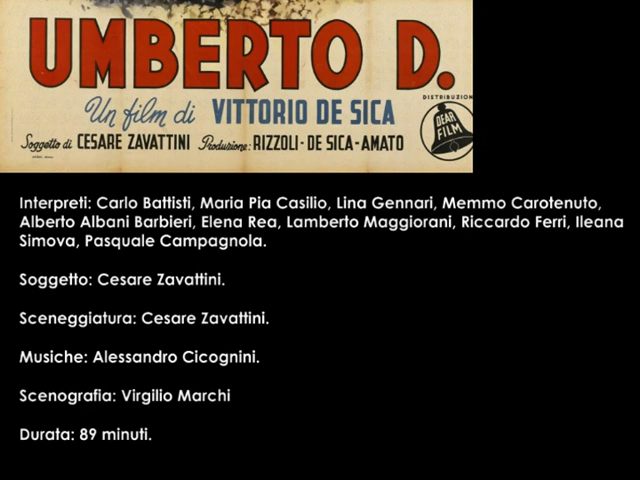 UMBERTO D.
Un film di VITTORIO DE SICA
DISTRIBUZION
DEAR FILM
Soggetto di CESARE ZAVATTINI Produzione: RIZZOLI - DE SICA - AMATO
Interpreti: Carlo Battisti, Maria Pia Casilio, Lina Gennari, Memmo Carotenuto,
Alberto Albani Barbieri, Elena Rea, Lamberto Maggiorani, Riccardo Ferri, Ileana
Simova, Pasquale Campagnola.
Soggetto: Cesare Zavattini.
Sceneggiatura: Cesare Zavattini.
Musiche: Alessandro Cicognini.
Scenografia: Virgilio Marchi
Durata: 89 minuti.